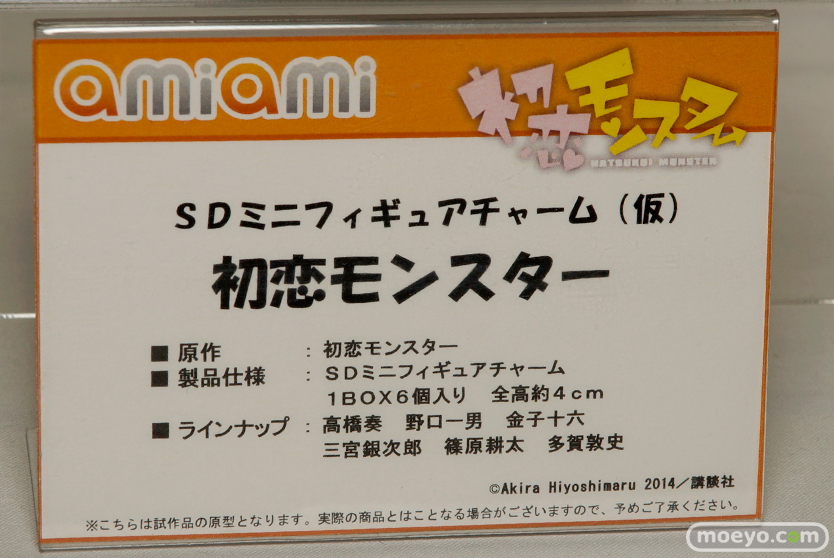 amiami
初恋モンスター
HATSUKOI MONSTER
SDミニフィギュアチャーム(仮)
初恋モンスター
■ 原作 : 初恋モンスター
■ 製品仕様 : SDミニフィギュアチャーム
1BOX6個入り 全高約4cm
■ ラインナップ : 高橋奏 野口一男 金子十六
三宮銀次郎 篠原耕太 多賀敦史
©Akira Hiyoshimaru 2014/講談社
※こちらは試作品の原型となります。実際の商品とはことなる場合がございますので、予めご了承ください。
moeyo.com